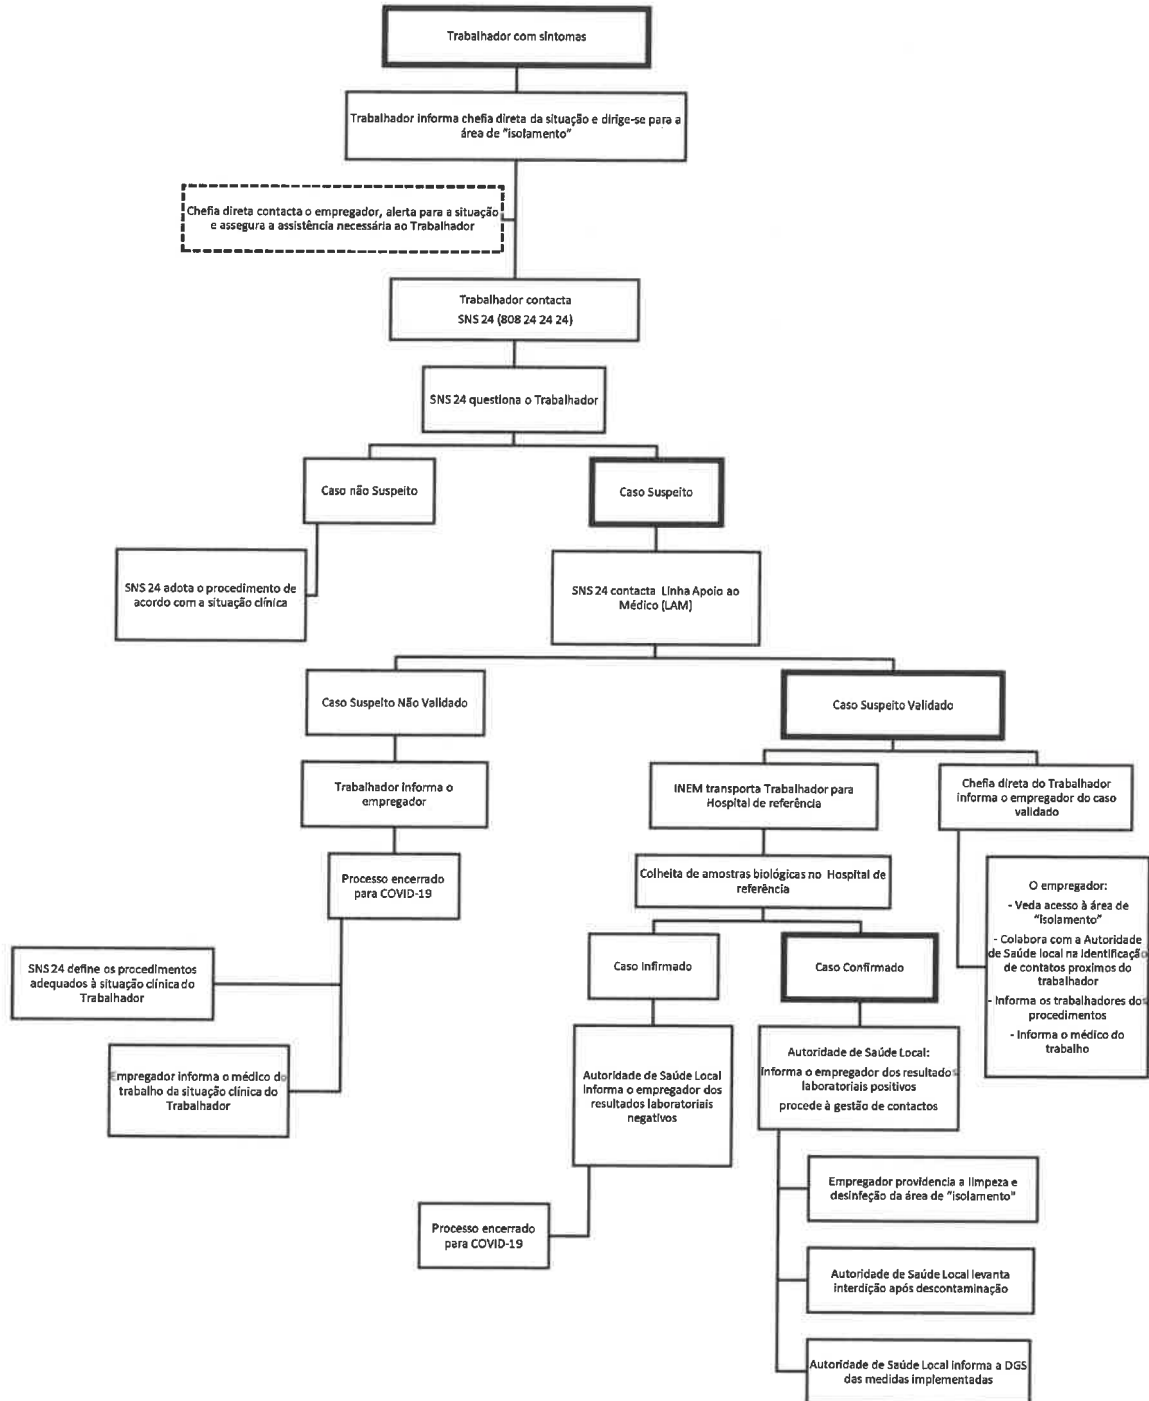 Trabalhador com sintomas
Trabalhador informa chefia direta da situação e dirige-se para a
área de “isolamento”
Chefia direta contacta o empregador, alerta para a situação
e assegura a assistência necessária ao Trabalhador
Trabalhador contacta
SNS 24 (808 24 24 24)
SNS 24 questiona o Trabalhador
Caso não Suspeito
Caso Suspeito
SNS 24 adota o procedimento de
acordo com a situação clínica
SNS 24 contacta Linha Apoio ao
Médico (LAM)
Caso Suspeito Não Validado
Caso Suspeito Validado
Trabalhador informa o
empregador
INEM transporta Trabalhador para
Hospital de referência
Chefia direta do Trabalhador
informa o empregador do caso
validado
Processo encerrado
para COVID-19
Colheita de amostras biológicas no Hospital de
referência
O empregador:
- Veda acesso à área de
“isolamento”
- Colabora com a Autoridade
de Saúde local na identificação
de contatos proximos do
trabalhador
- Informa os trabalhadores dos
procedimentos
- Informa o médico do
trabalho
SNS 24 define os procedimentos
adequados à situação clínica do
Trabalhador
Caso Infirmado
Caso Confirmado
Empregador informa o médico do
trabalho da situação clínica do
Trabalhador
Autoridade de Saúde Local
informa o empregador dos
resultados laboratoriais
negativos
Autoridade de Saúde Local:
informa o empregador dos resultados
laboratoriais positivos
procede à gestão de contactos
Processo encerrado
para COVID-19
Empregador providencia a limpeza e
desinfeção da área de “isolamento”
Autoridade de Saúde Local levanta
interdição após descontaminação
Autoridade de Saúde Local informa a DGS
das medidas implementadas